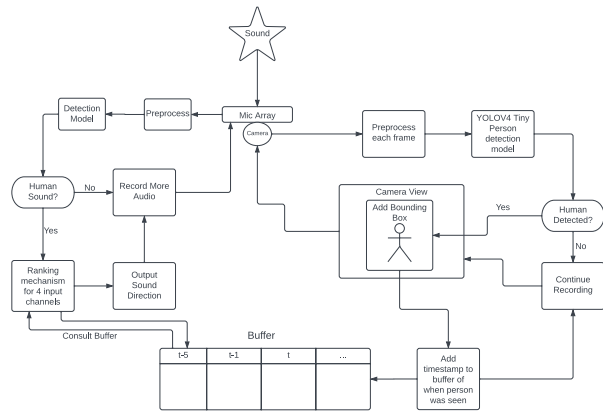 Sound
Mic Array
Camera
Preprocess
Detection
Model
Human
Sound?
No
Yes
Record More
Audio
Ranking
mechanism
for 4 input
channels
Output
Sound
Direction
Consult Buffer
Preprocess
each frame
YOLOV4 Tiny
Person
detection
model
Human
Detected?
Yes
No
Camera View
Add Bounding
Box
Continue
Recording
Add
timestamp to
buffer of
when person
was seen
Buffer
t-5 t-1 t ...